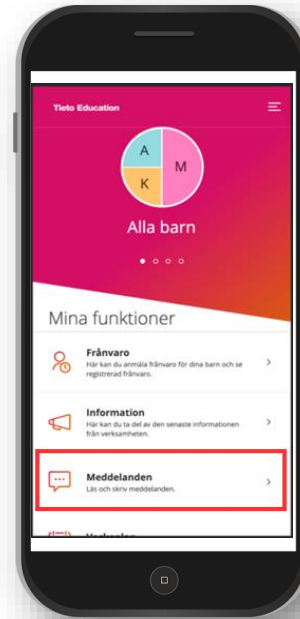 Tieto Education
A
M
K
Alla barn
Mina funktioner
Frånvaro
Här kan du anmäla frånvaro för dina barn och se
registrerad frånvaro.
Information
Här kan du ta del av den senaste informationen
från verksamheten.
Meddelanden
Läs och skriv meddelanden.